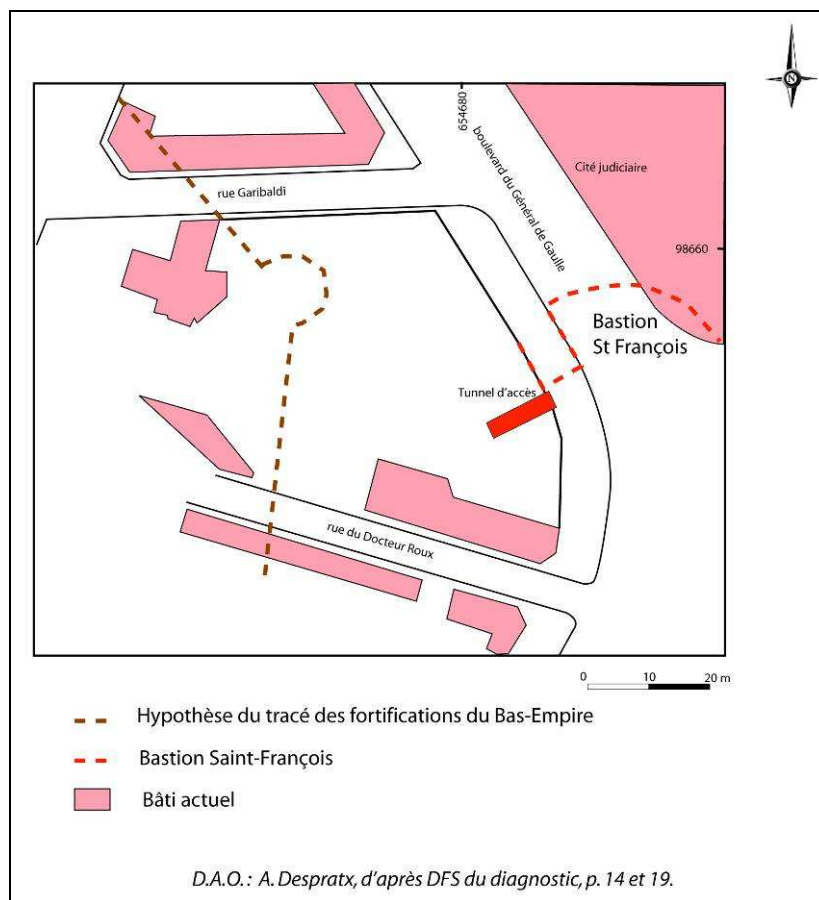 N
654680
boulevard du Général de Gaulle
Cité judiciaire
rue Garibaldi
98660
Bastion
St François
Tunnel d'accès
rue du Docteur Roux
0 10 20 m
Hypothèse du tracé des fortifications du Bas-Empire
Bastion Saint-François
Bâti actuel
D.A.O.: A. Despratx, d'après DFS du diagnostic, p. 14 et 19.